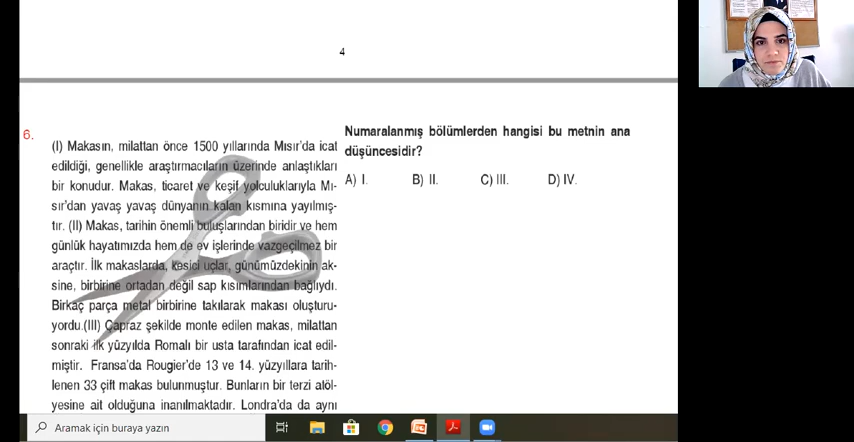 4
6.
(I) Makasın, milattan önce 1500 yıllarında Mısır'da icat
edildiği, genellikle araştırmacıların üzerinde anlaştıkları
bir konudur. Makas, ticaret ve keşif yolculuklarıyla Mı-
sır'dan yavaş yavaş dünyanın kalan kısmına yayılmış-
tır. (II) Makas, tarihin önemli buluşlarından biridir ve hem
günlük hayatımızda hem de ev işlerinde vazgeçilmez bir
araçtır. İlk makaslarda, kesici uçlar, günümüzdekinin ak-
sine, birbirine ortadan değil sap kısımlarından bağlıydı.
Birkaç parça metal birbirine takılarak makası oluşturu-
yordu.(III) Çapraz şekilde monte edilen makas, milattan
sonraki ilk yüzyılda Romalı bir usta tarafından icat edil-
miştir. Fransa'da Rougier'de 13 ve 14. yüzyıllara tarih-
lenen 33 çift makas bulunmuştur. Bunların bir terzi atöl-
yesine ait olduğuna inanılmaktadır. Londra'da da aynı
Numaralanmış bölümlerden hangisi bu metnin ana
düşüncesidir?
A) I. B) II. C) III. D) IV.
Aramak için buraya yazın